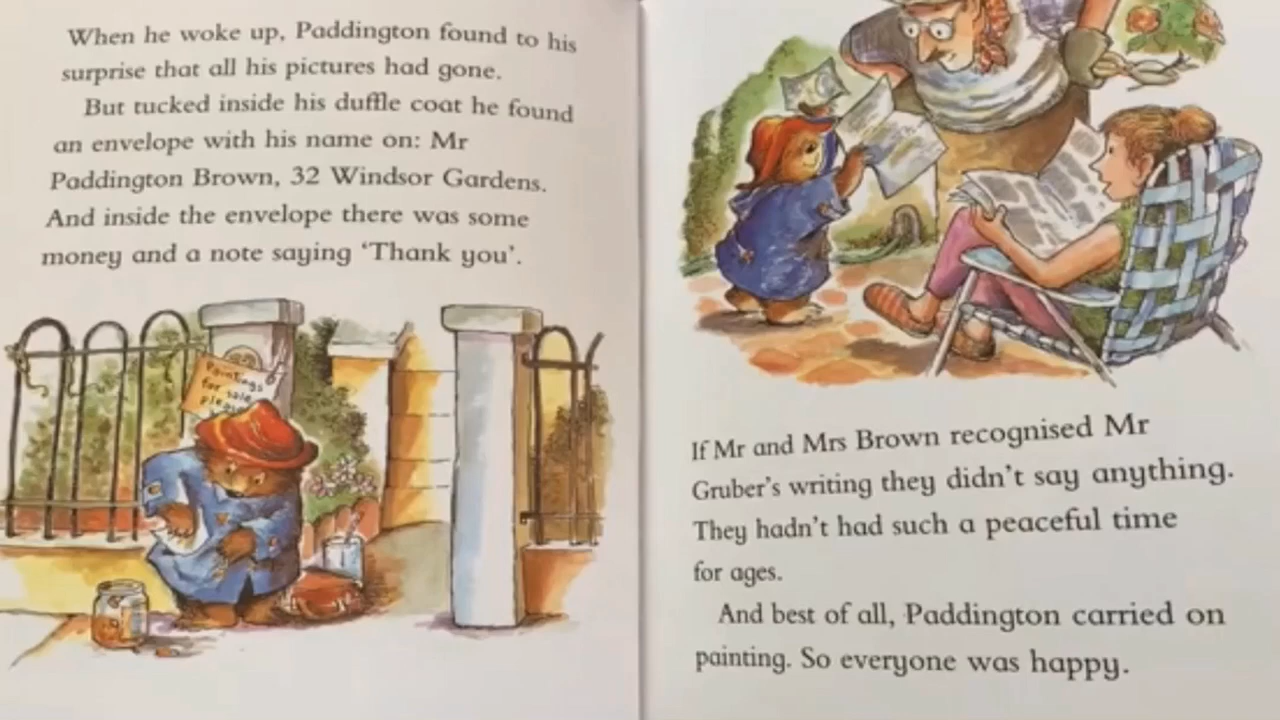 When he woke up, Paddington found to his
surprise that all his pictures had gone.
But tucked inside his duffle coat he found
an envelope with his name on: Mr
Paddington Brown, 32 Windsor Gardens.
And inside the envelope there was some
money and a note saying ‘Thank you’.
Paintings
for sale
please
If Mr and Mrs Brown recognised Mr
Gruber’s writing they didn’t say anything.
They hadn’t had such a peaceful time
for ages.
And best of all, Paddington carried on
painting. So everyone was happy.